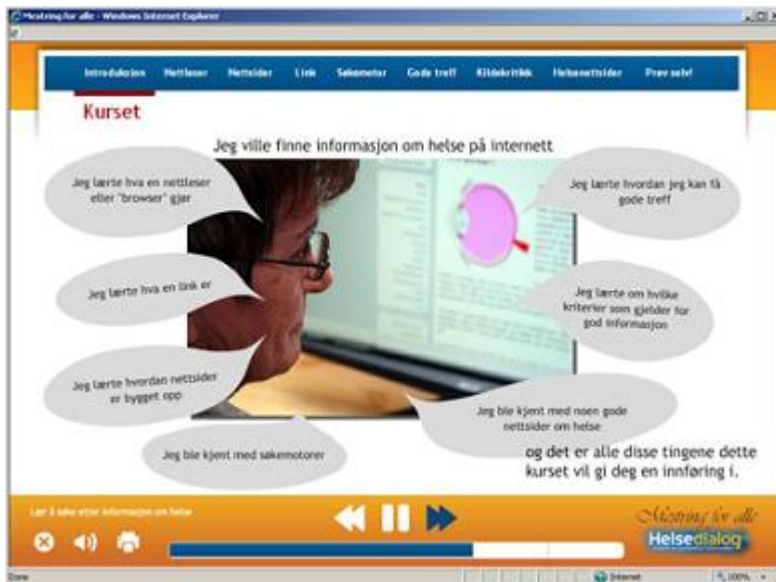 Mestring for alle - Windows Internet Explorer
Introduksjon Nettleser Nettsider Link Søkemotor Gode treff Kildekritikk Helsenettsider Prøv selv!
Kurset
Jeg ville finne informasjon om helse på internett
Jeg lærte hva en nettleser
eller "browser" gjør
Jeg lærte hvordan jeg kan få
gode treff
Jeg lærte hva en link er
Jeg lærte om hvilke
kriterier som gjelder for
god informasjon
Jeg lærte hvordan nettsider
er bygget opp
Jeg ble kjent med noen gode
nettsider om helse
Jeg ble kjent med søkemotorer
og det er alle disse tingene dette
kurset vil gi deg en innføring i.
Lær å søke etter informasjon om helse
Mestring for alle
Helsedialog
Done
Internet
100%